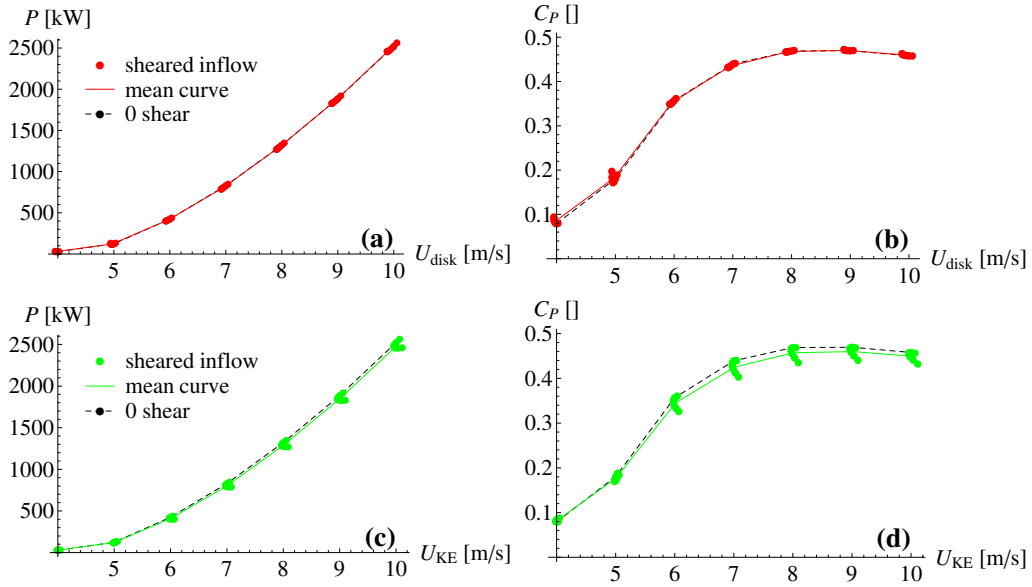 P [kW]
2500
2000
1500
1000
500
sheared inflow
mean curve
0 shear
(a)
5 6 7 8 9 10
U_disk [m/s]
C_P []
0.5
0.4
0.3
0.2
0.1
(b)
5 6 7 8 9 10
U_disk [m/s]
P [kW]
2500
2000
1500
1000
500
sheared inflow
mean curve
0 shear
(c)
5 6 7 8 9 10
U_KE [m/s]
C_P []
0.5
0.4
0.3
0.2
0.1
(d)
5 6 7 8 9 10
U_KE [m/s]